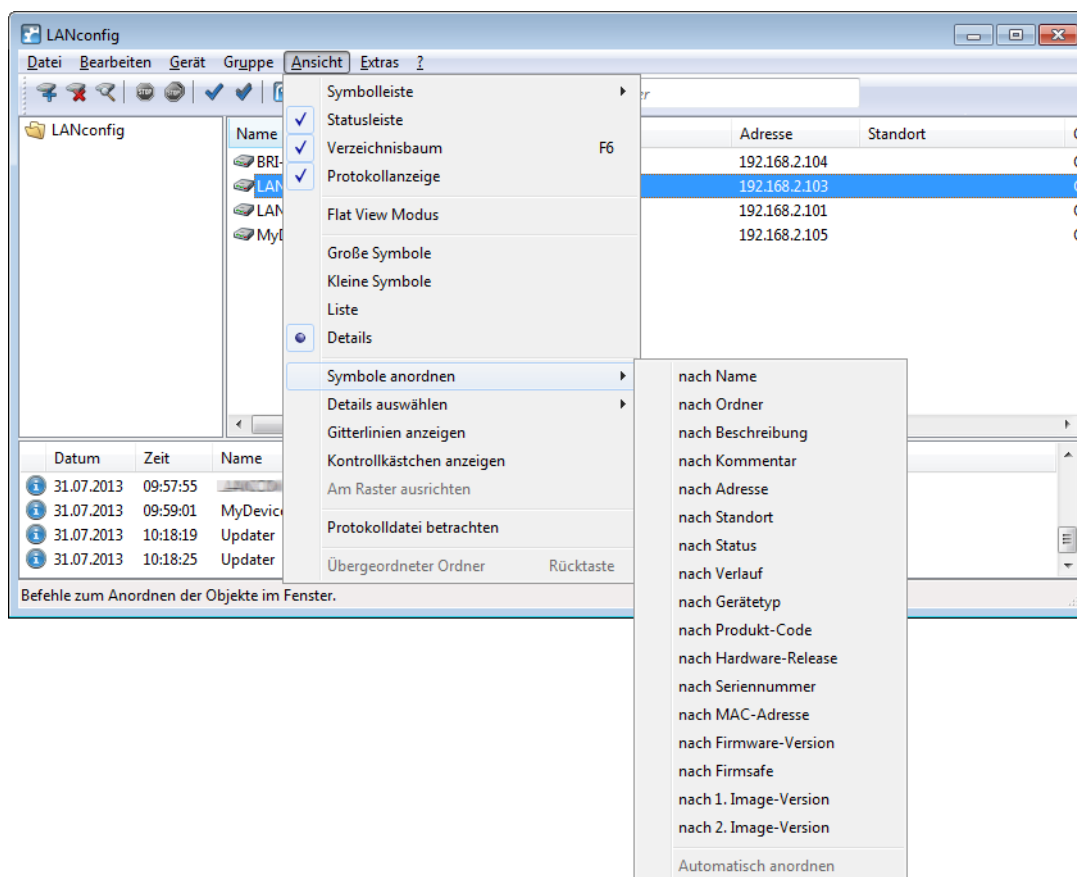 LANconfig
Datei Bearbeiten Gerät Gruppe Ansicht Extras ?
LANconfig
Name Adresse Standort
BRI- 192.168.2.104
LAN 192.168.2.103
LAN 192.168.2.101
MyD 192.168.2.105
Symbolleiste
Statusleiste
Verzeichnisbaum F6
Protokollanzeige
Flat View Modus
Große Symbole
Kleine Symbole
Liste
Details
Symbole anordnen
Details auswählen
Gitterlinien anzeigen
Kontrollkästchen anzeigen
Am Raster ausrichten
Protokolldatei betrachten
Übergeordneter Ordner Rücktaste
nach Name
nach Ordner
nach Beschreibung
nach Kommentar
nach Adresse
nach Standort
nach Status
nach Verlauf
nach Gerätetyp
nach Produkt-Code
nach Hardware-Release
nach Seriennummer
nach MAC-Adresse
nach Firmware-Version
nach Firmsafe
nach 1. Image-Version
nach 2. Image-Version
Automatisch anordnen
Datum Zeit Name
31.07.2013 09:57:55
31.07.2013 09:59:01 MyDevic
31.07.2013 10:18:19 Updater
31.07.2013 10:18:25 Updater
Befehle zum Anordnen der Objekte im Fenster.